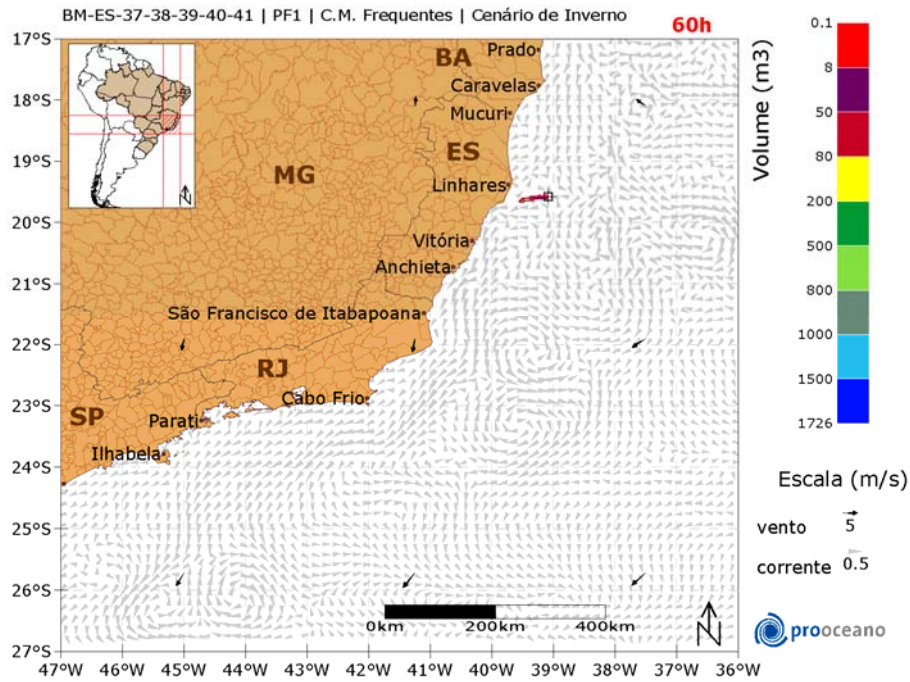 BM-ES-37-38-39-40-41 | PF1 | C.M. Frequentes | Cenário de Inverno
60h
17°S
18°S
19°S
20°S
21°S
22°S
23°S
24°S
25°S
26°S
27°S
BA
Prado
Caravelas
Mucuri
ES
MG
Linhares
Vitória
Anchieta
São Francisco de Itabapoana
RJ
Cabo Frio
SP
Parati
Ilhabela
N
0km
200km
400km
N
47°W
46°W
45°W
44°W
43°W
42°W
41°W
40°W
39°W
38°W
37°W
36°W
Volume (m3)
0.1
8
50
80
200
500
800
1000
1500
1726
Escala (m/s)
vento 5
corrente 0.5
prooceano